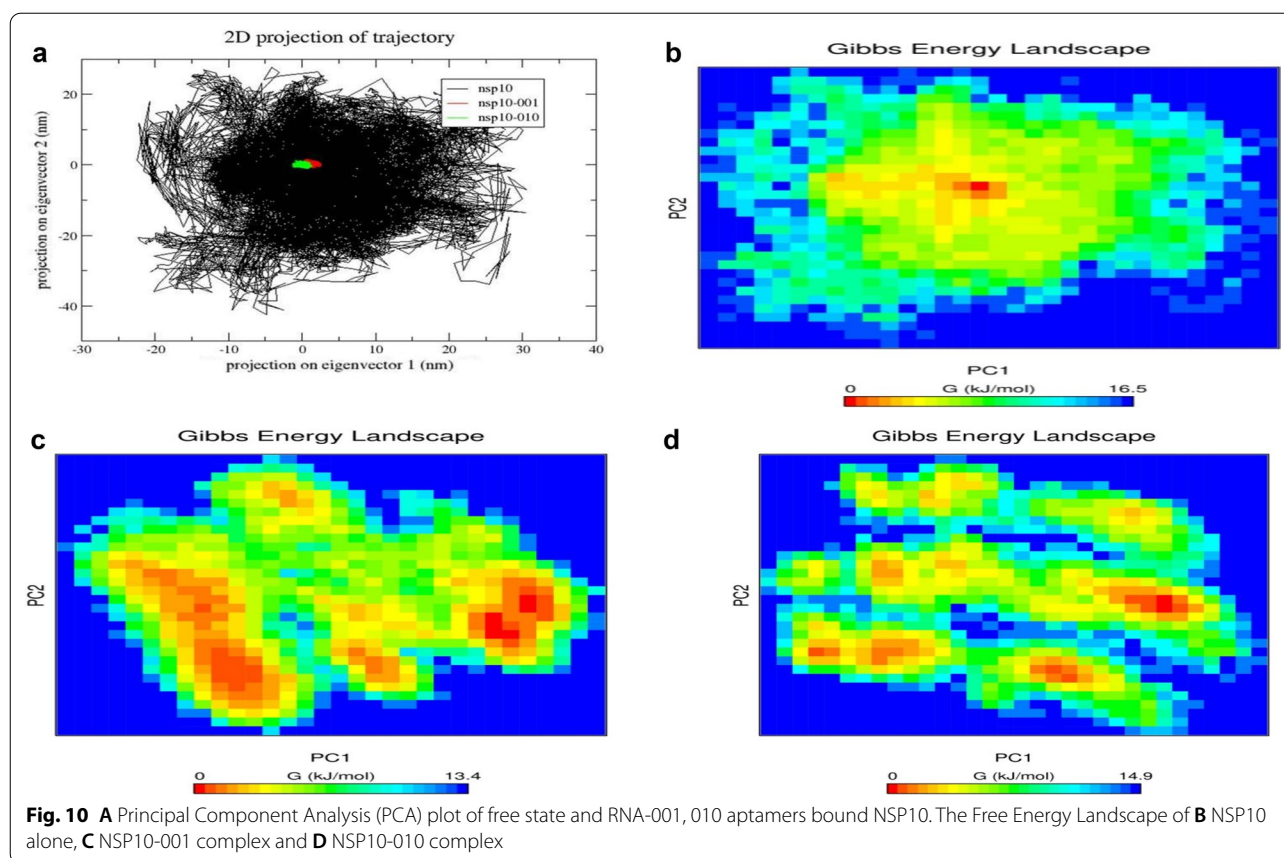 a
2D projection of trajectory
projection on eigenvector 2 (nm)
20
0
-20
-40
nsp10
nsp10-001
nsp10-010
-30
-20
-10
0
10
20
30
40
projection on eigenvector 1 (nm)
b
Gibbs Energy Landscape
PC2
PC1
0
G (kJ/mol)
16.5
c
Gibbs Energy Landscape
PC2
PC1
0
G (kJ/mol)
13.4
d
Gibbs Energy Landscape
PC2
PC1
0
G (kJ/mol)
14.9
Fig. 10 A Principal Component Analysis (PCA) plot of free state and RNA-001, 010 aptamers bound NSP10. The Free Energy Landscape of B NSP10
alone, C NSP10-001 complex and D NSP10-010 complex